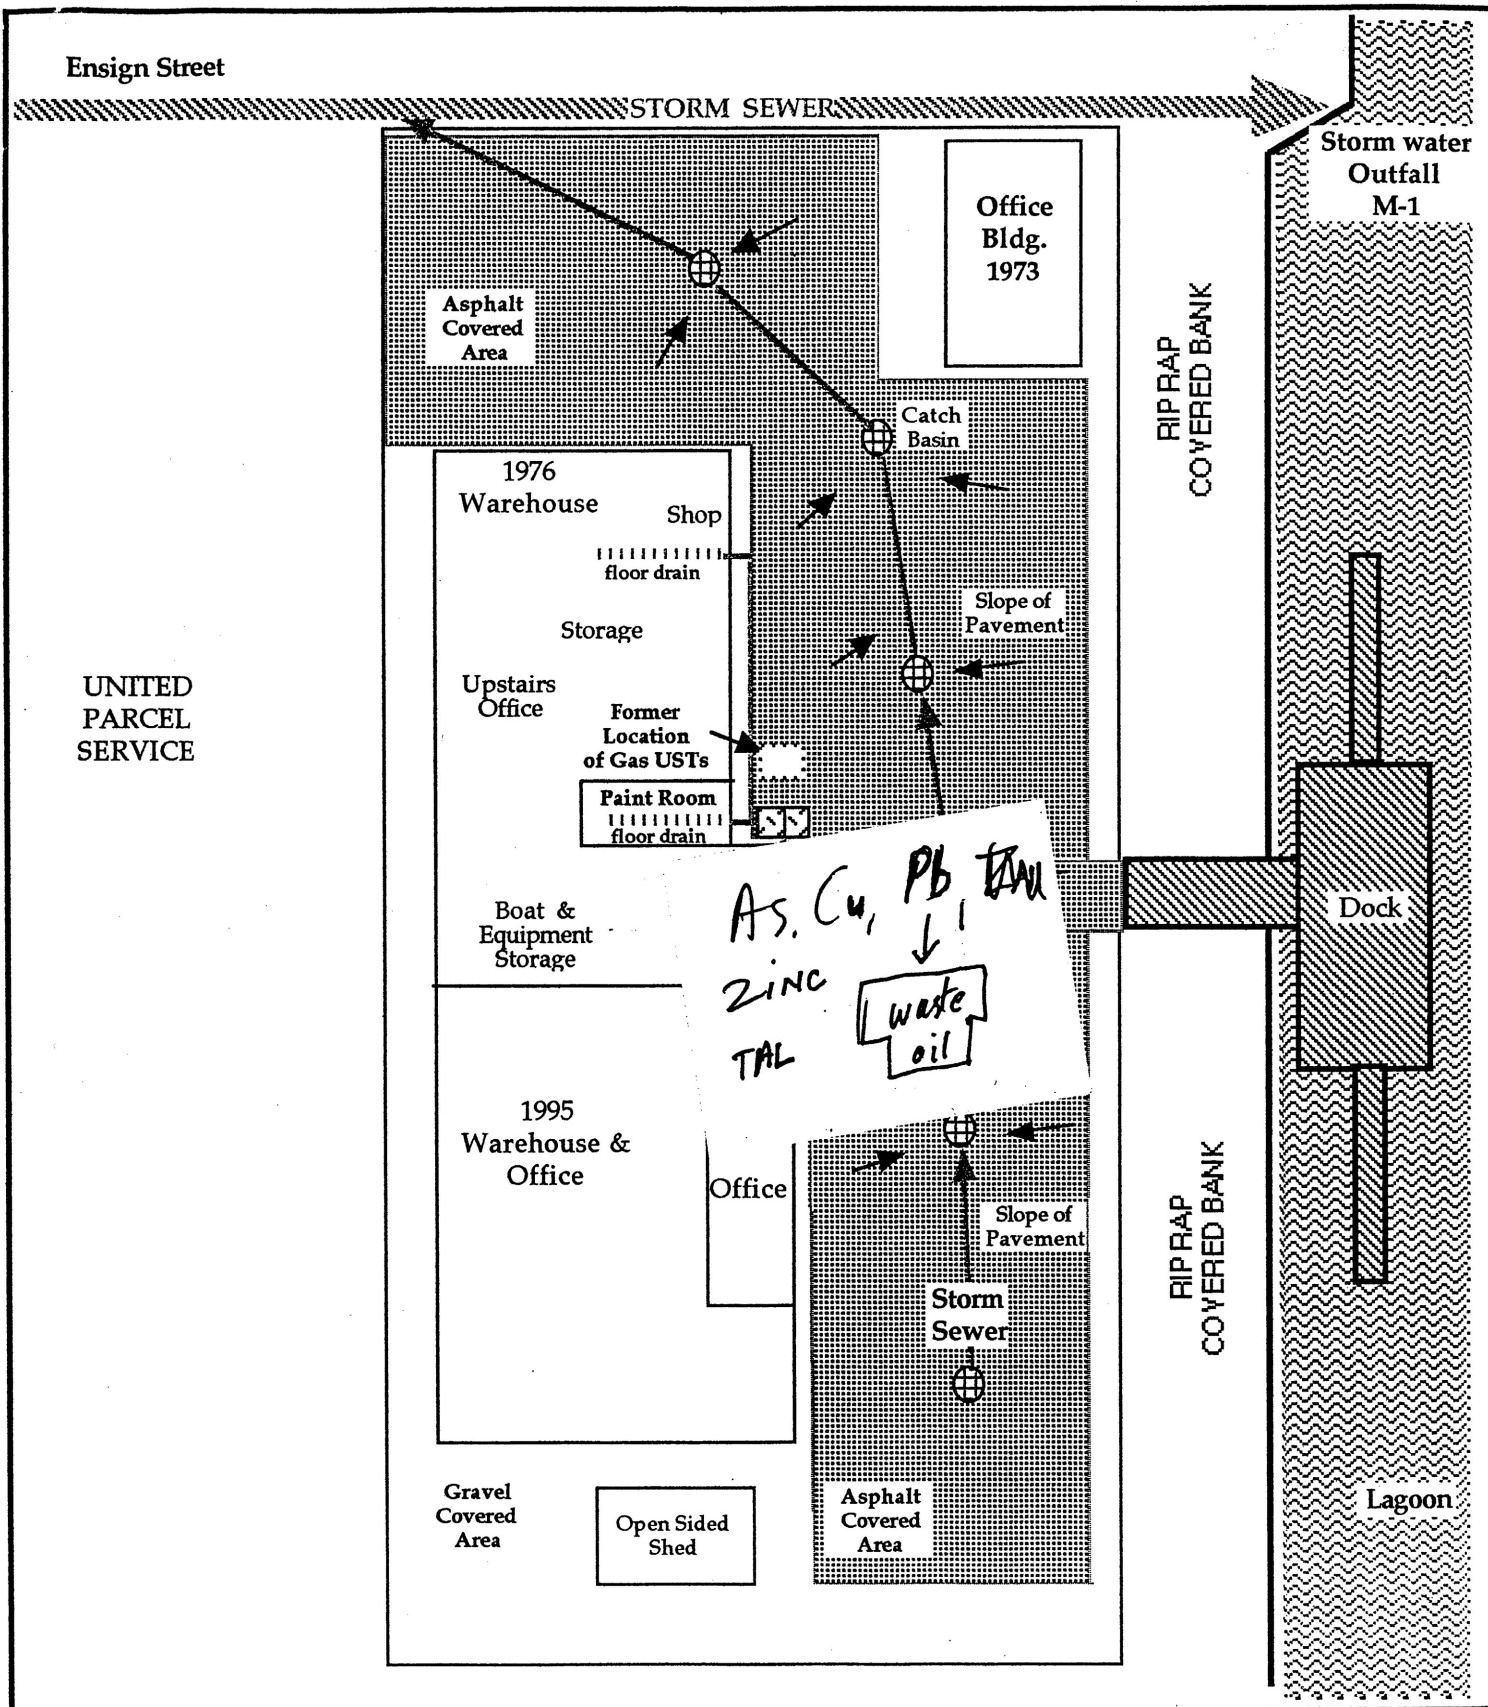 Ensign Street
STORM SEWER
Storm water
Outfall
M-1
Office
Bldg.
1973
Asphalt
Covered
Area
RIP RAP
COVERED BANK
Catch
Basin
1976
Warehouse
Shop
floor drain
Storage
Slope of
Pavement
Upstairs
Office
UNITED
PARCEL
SERVICE
Former
Location
of Gas USTs
Paint Room
floor drain
As, Cu, Pb,
ZINC
waste
oil
TAL
Dock
Boat &
Equipment
Storage
1995
Warehouse &
Office
Office
RIP RAP
COVERED BANK
Slope of
Pavement
Storm
Sewer
Gravel
Covered
Area
Open Sided
Shed
Asphalt
Covered
Area
Lagoon